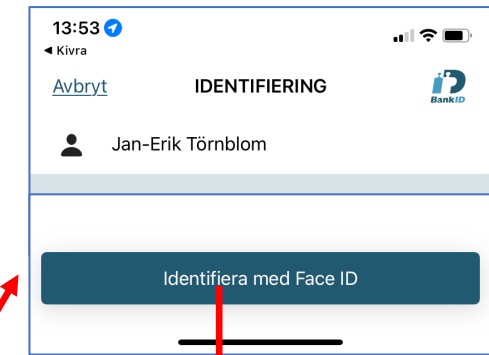 13:53
◀ Kivra
Avbryt IDENTIFIERING
BankID
Jan-Erik Törnblom
Identifiera med Face ID